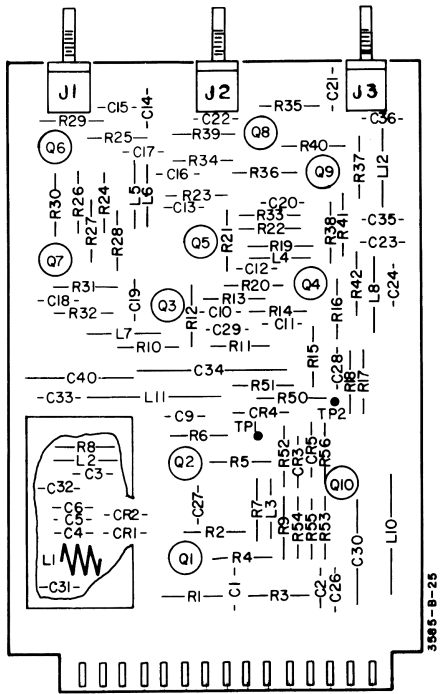 J1 J2 J3
C15 C14 R35 C21
R29 C22 C36
Q6 R25 R39 Q8
C17 R40
R34 R37 L12
C16 R36 Q9
R30 R26 R24 L5 L6 R23
C13 C20
R33 C35
R27 R28 R22 R38 R41
Q5 R21 R19 C23
Q7 L4
C12 Q4
R31 R20 R42 L8 C24
C18 C19 Q3 R13
R32 R12 C10 R14 R16
C11
L7 C29
R10 R11 R15
C34 C28
C40 R51 R18 R17
C33 L11 R50
C9 CR4 TP2
R6 TP1
R8 R52 CR3 CR5 R56
L2 Q2 R5
C3 Q10
C32
C6 C27 R7 L3
C5 CR2 R9 R54 R55 R53
C4 CR1 R2 C30 L10
L1 Q1 R4
C31 C1 C2 C26
R1 R3
3585-B-25